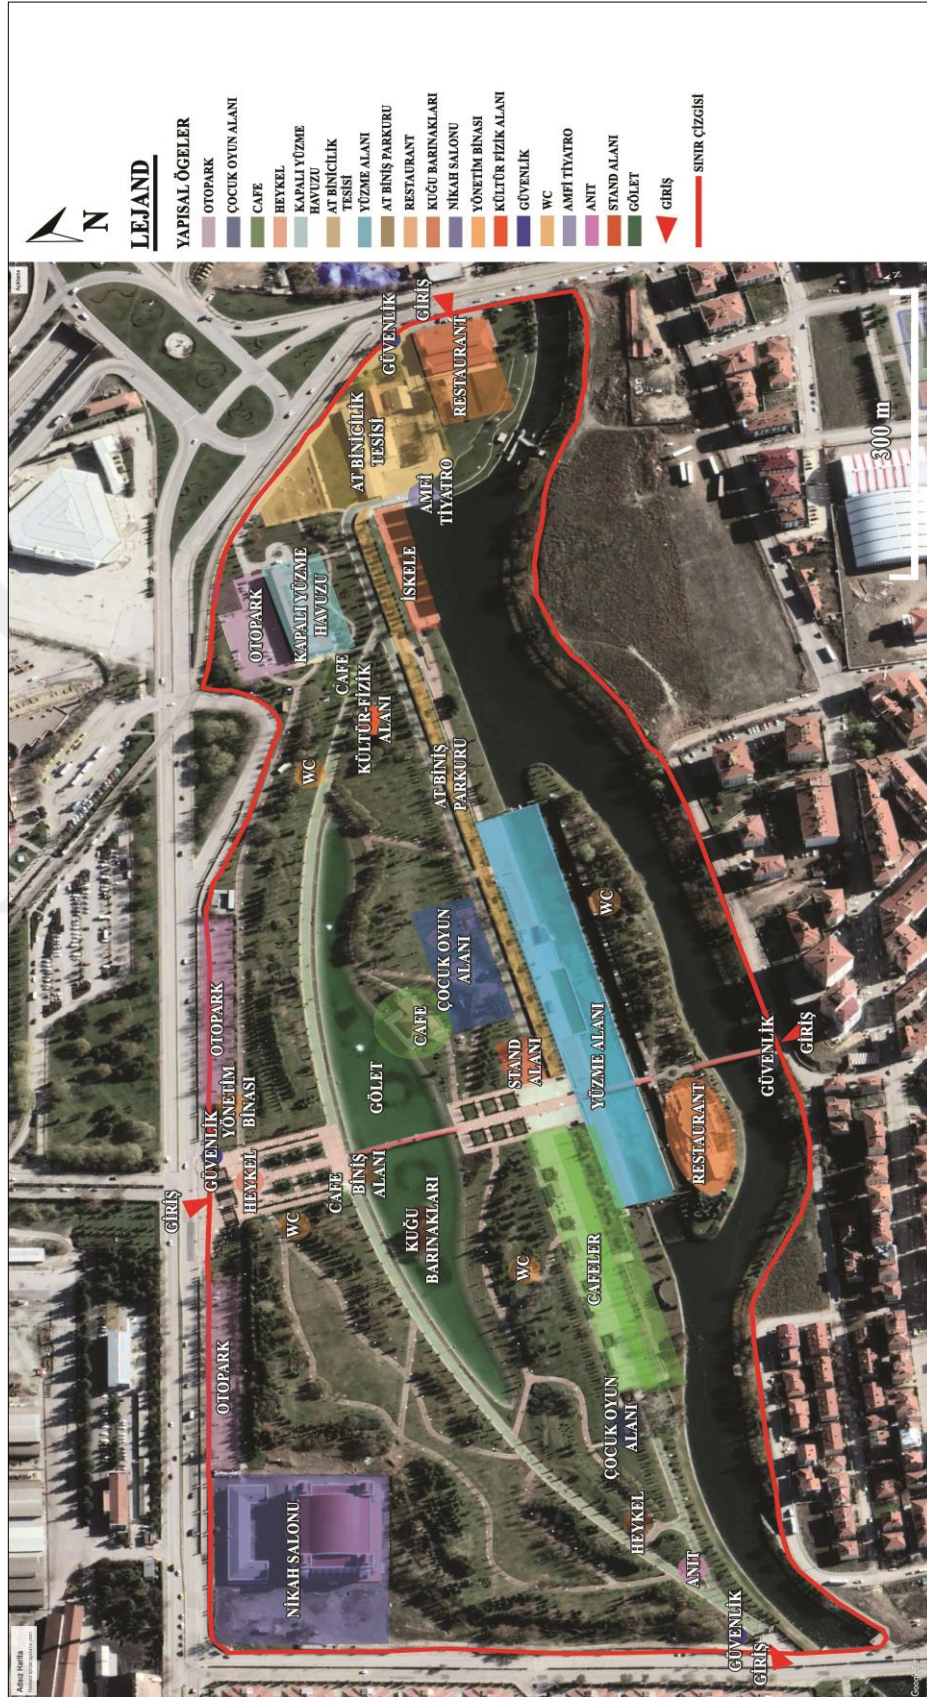 N
LEJAND
YAPISAL ÖGELER
OTOPARK
ÇOCUK OYUN ALANI
CAFE
HEYKEL
KAPALI YÜZME
HAVUZU
AT BİNİCİLİK
TESİSİ
YÜZME ALANI
AT BİNİŞ PARKURU
RESTAURANT
KUĞU BARINAKLARI
NİKAH SALONU
YÖNETİM BİNASI
KÜLTÜR FİZİK ALANI
GÜVENLİK
WC
AMFİ TİYATRO
ANIT
STAND ALANI
GÖLET
GİRİŞ
SINIR ÇİZGİSİ
Adsız Harita
NİKAH SALONU
OTOPARK
GİRİŞ
GÜVENLİK
YÖNETİM
BİNASI
OTOPARK
HEYKEL
WC
CAFE
BİNİŞ
ALANI
GÖLET
KUĞU
BARINAKLARI
CAFE
ÇOCUK OYUN
ALANI
WC
OTOPARK
KAPALI YÜZME
HAVUZU
CAFE
KÜLTÜR-FİZİK
ALANI
AT BİNİCİLİK
TESİSİ
GÜVENLİK
GİRİŞ
RESTAURANT
AMFİ
TİYATRO
İSKELE
AT BİNİŞ
PARKURU
STAND
ALANI
YÜZME ALANI
WC
WC
CAFELER
RESTAURANT
GÜVENLİK
GİRİŞ
ÇOCUK OYUN
ALANI
HEYKEL
ANIT
GÜVENLİK
GİRİŞ
300 m
N